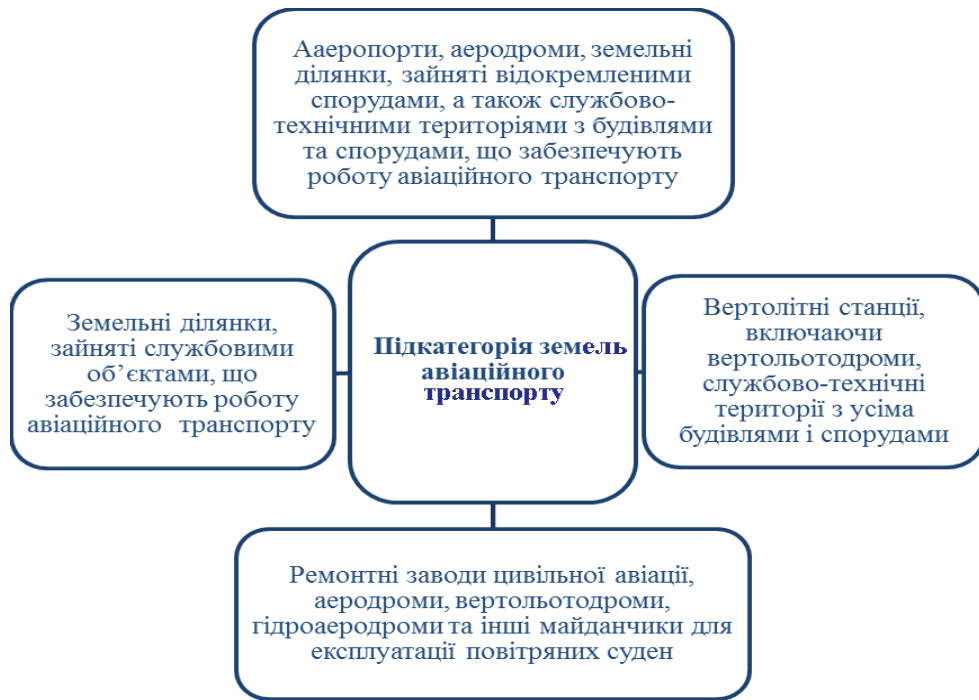 Ааеропорти, аеродроми, земельні
ділянки, зайняті відокремленими
спорудами, а також службово-
технічними територіями з будівлями
та спорудами, що забезпечують
роботу авіаційного транспорту
Земельні ділянки,
зайняті службовими
об’єктами, що
забезпечують роботу
авіаційного транспорту
Підкатегорія земель
авіаційного
транспорту
Вертолітні станції,
включаючи
вертольотодроми,
службово-технічні
території з усіма
будівлями і спорудами
Ремонтні заводи цивільної авіації,
аеродроми, вертольотодроми,
гідроаеродроми та інші майданчики для
експлуатації повітряних суден